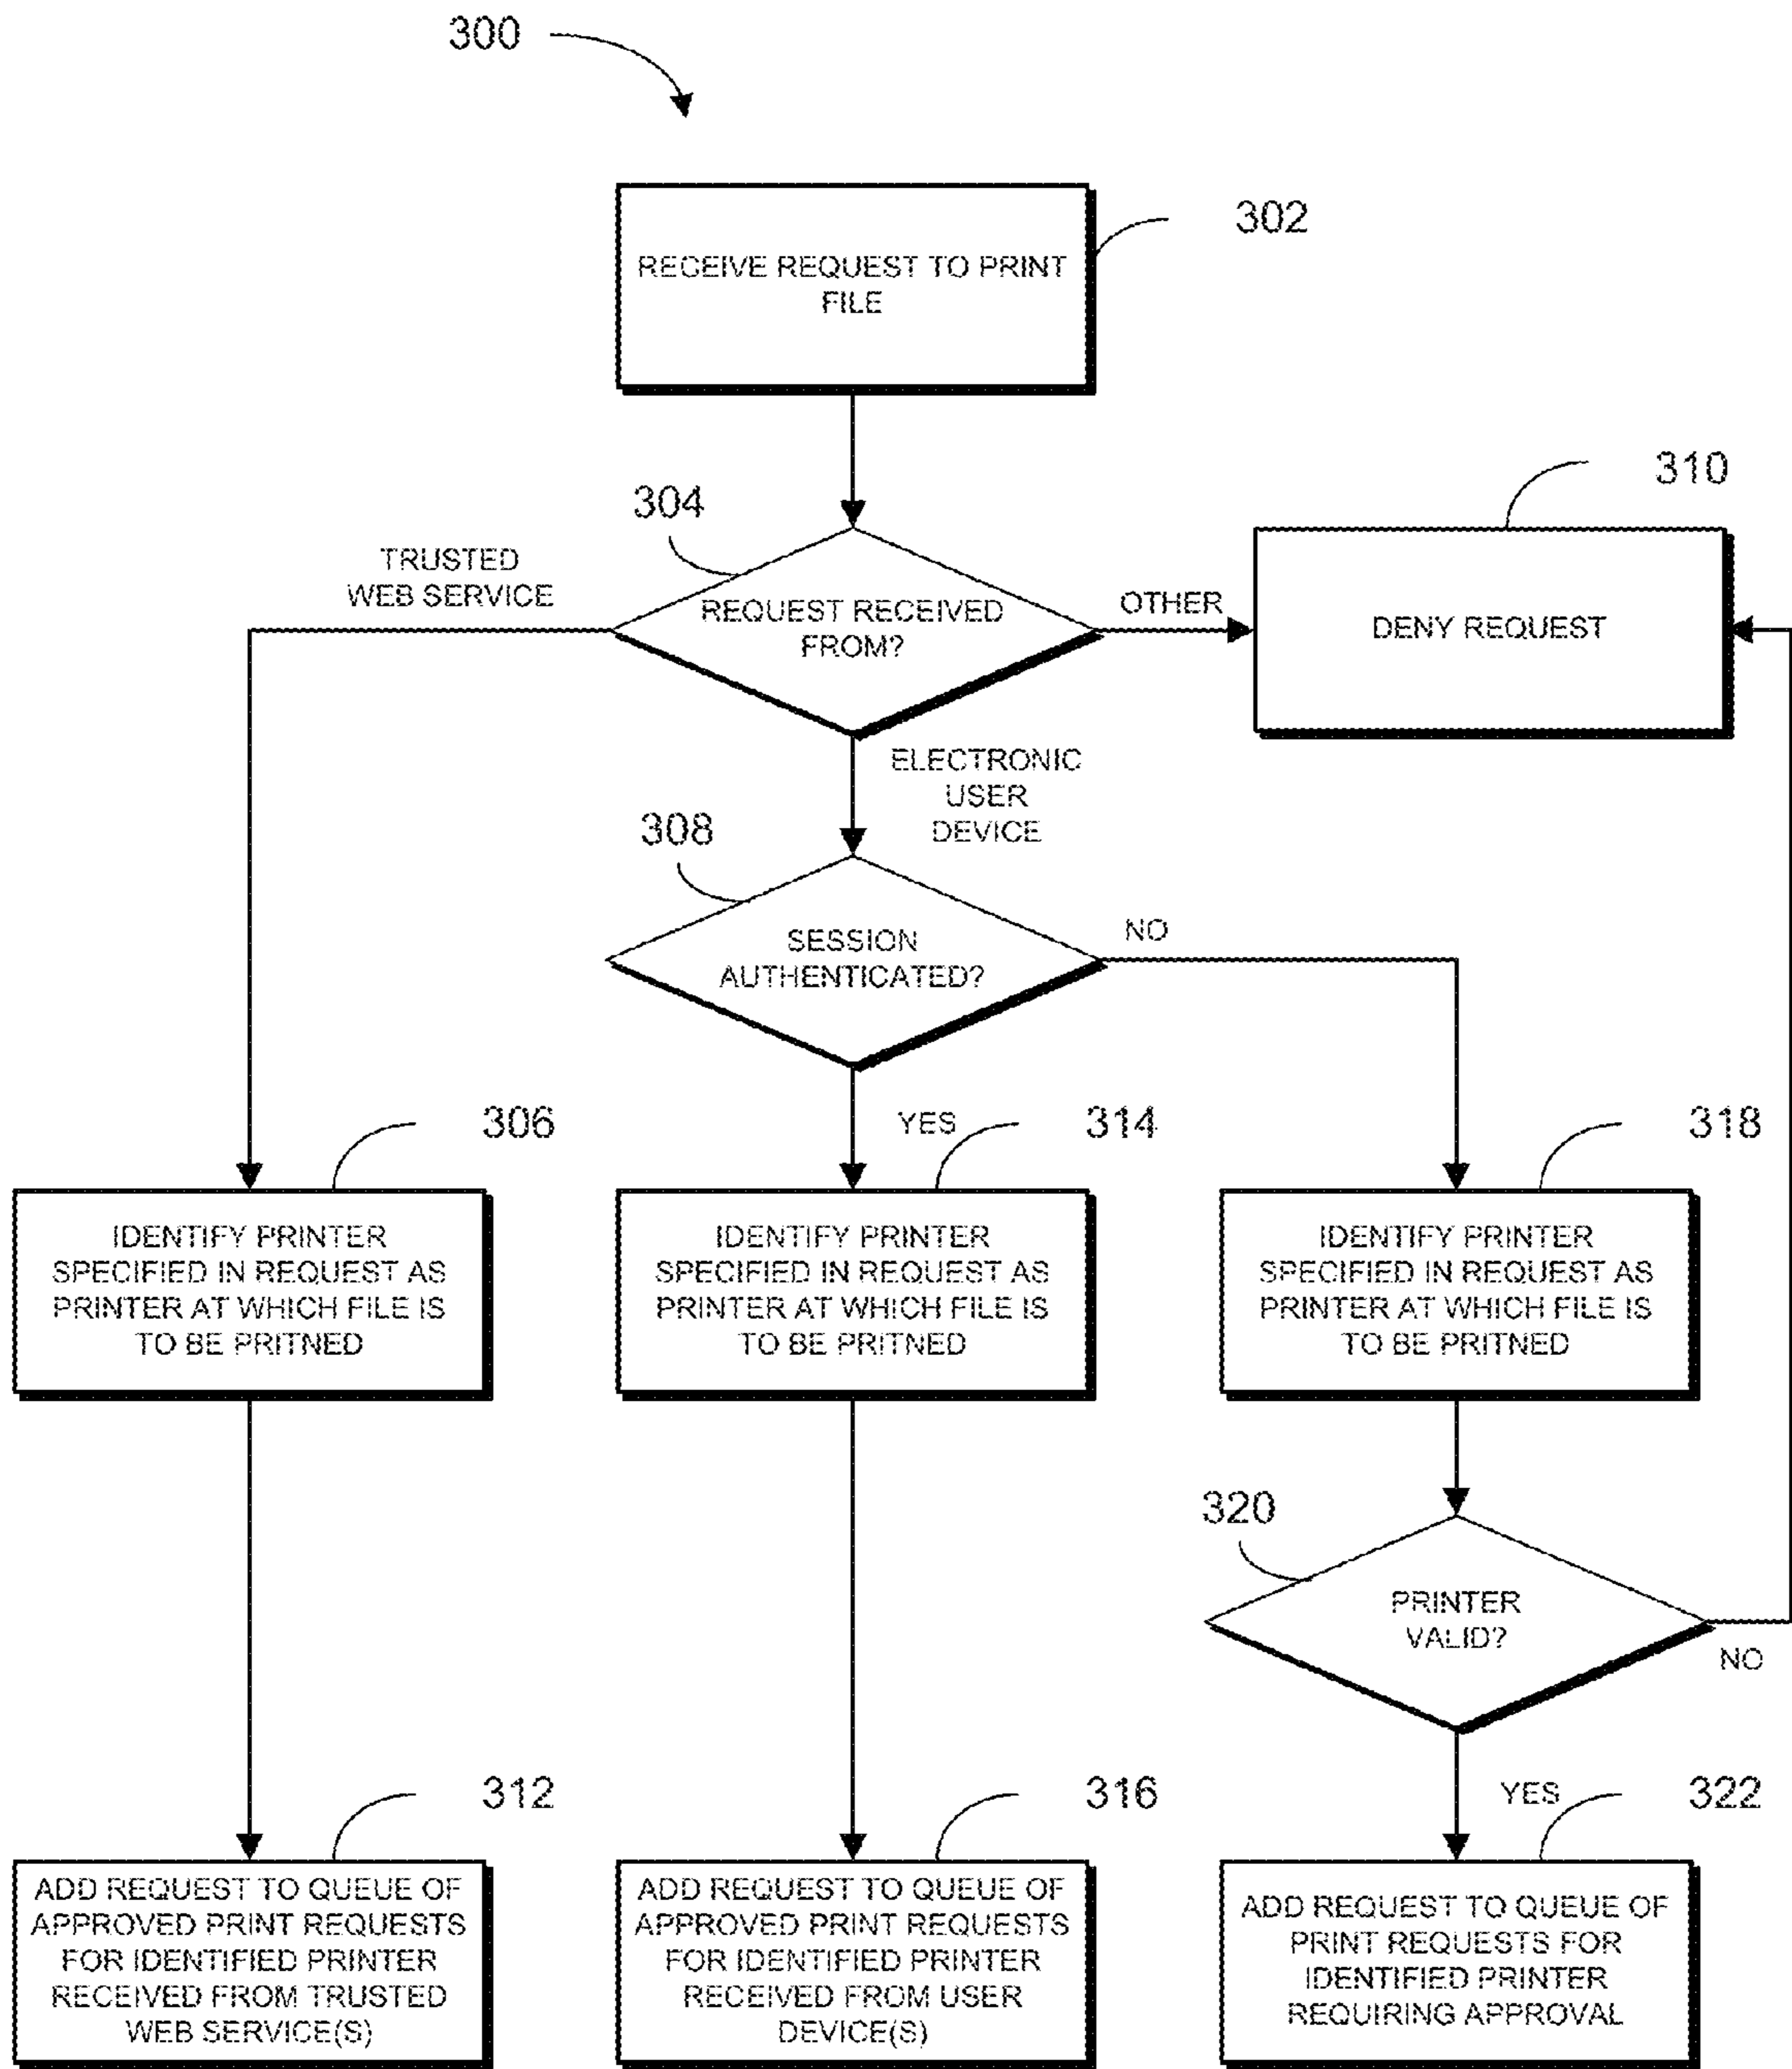 300
302
RECEIVE REQUEST TO PRINT
FILE
310
304
TRUSTED
WEB SERVICE
REQUEST RECEIVED
FROM?
OTHER
DENY REQUEST
ELECTRONIC
USER
DEVICE
308
SESSION
AUTHENTICATED?
NO
306
YES
314
318
IDENTIFY PRINTER
SPECIFIED IN REQUEST AS
PRINTER AT WHICH FILE IS
TO BE PRITNED
IDENTIFY PRINTER
SPECIFIED IN REQUEST AS
PRINTER AT WHICH FILE IS
TO BE PRITNED
IDENTIFY PRINTER
SPECIFIED IN REQUEST AS
PRINTER AT WHICH FILE IS
TO BE PRITNED
320
PRINTER
VALID?
NO
312
316
YES
322
ADD REQUEST TO QUEUE OF
APPROVED PRINT REQUESTS
FOR IDENTIFIED PRINTER
RECEIVED FROM TRUSTED
WEB SERVICE(S)
ADD REQUEST TO QUEUE OF
APPROVED PRINT REQUESTS
FOR IDENTIFIED PRINTER
RECEIVED FROM USER
DEVICE(S)
ADD REQUEST TO QUEUE OF
PRINT REQUESTS FOR
IDENTIFIED PRINTER
REQUIRING APPROVAL